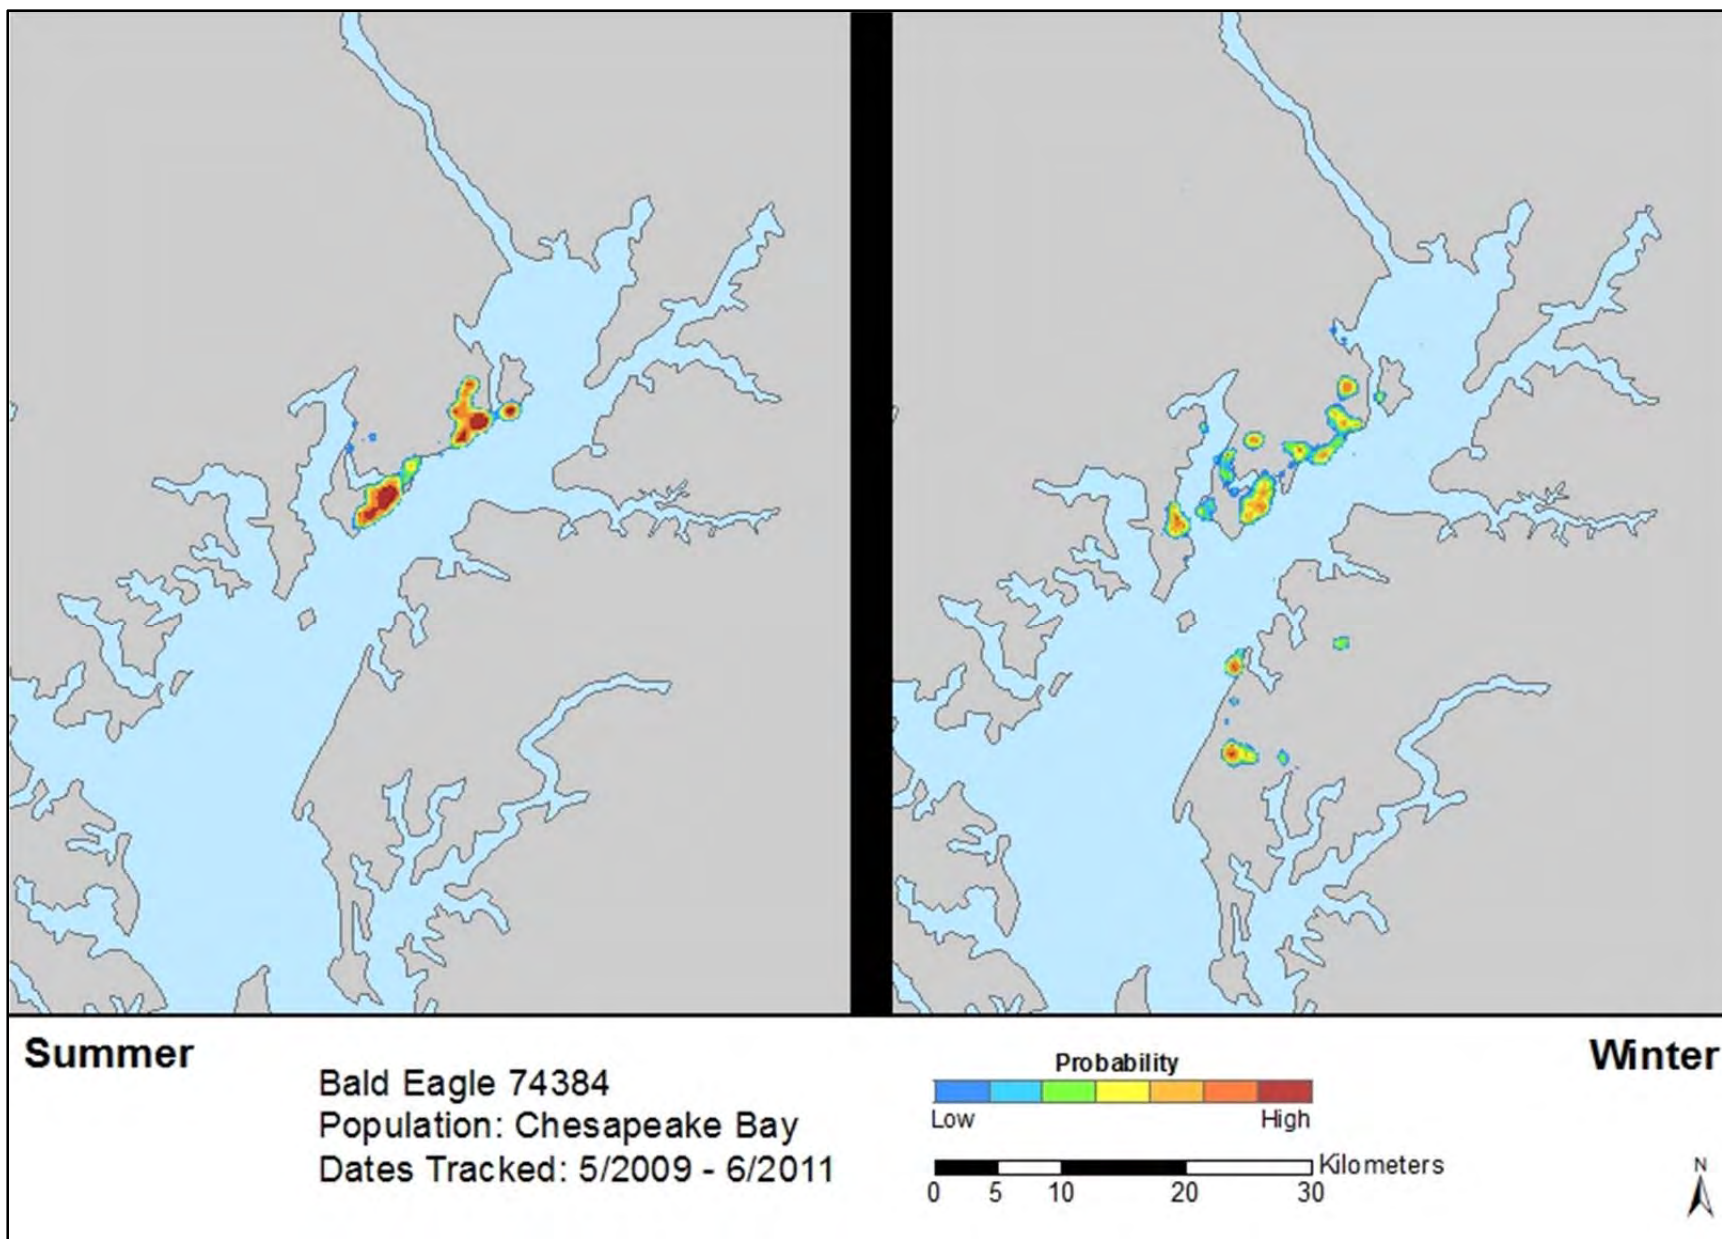 Summer
Winter
Bald Eagle 74384
Population: Chesapeake Bay
Dates Tracked: 5/2009 - 6/2011
Probability
Low High
Kilometers
0 5 10 20 30
N